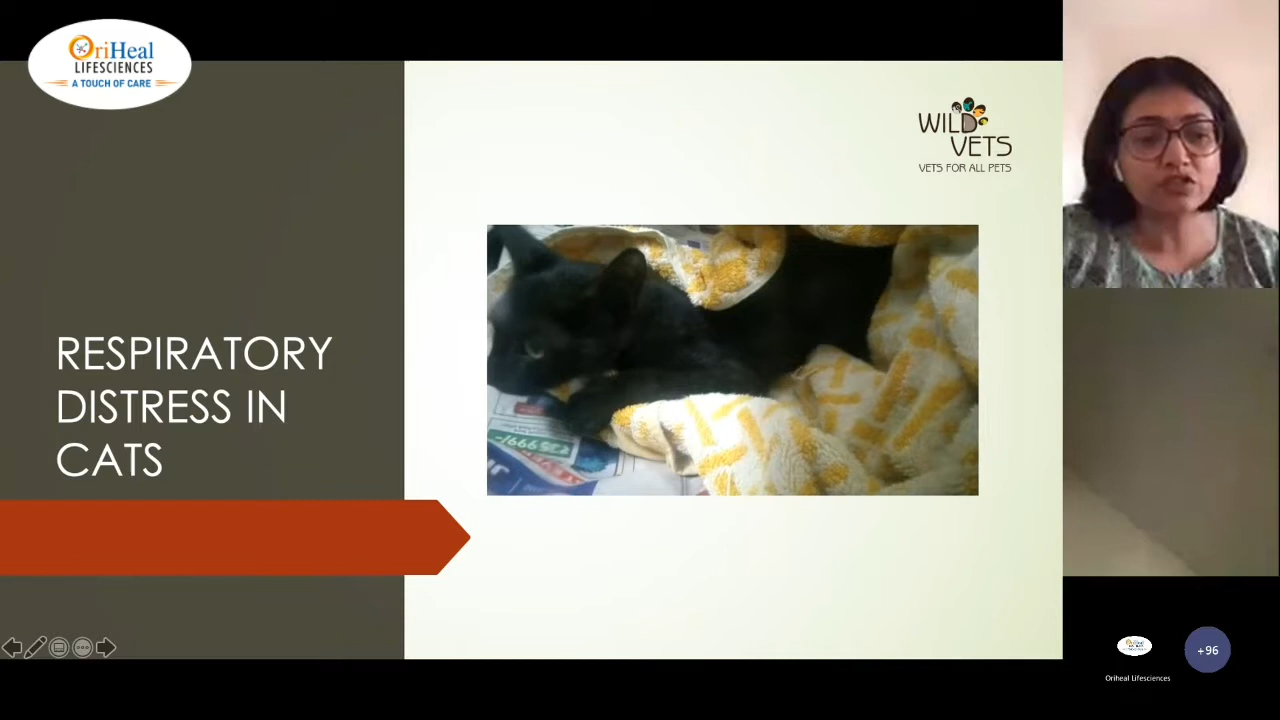 OriHeal
LIFESCIENCES
A TOUCH OF CARE
WILD
VETS
VETS FOR ALL PETS
RESPIRATORY
DISTRESS IN
CATS
+96
Oriheal Lifesciences